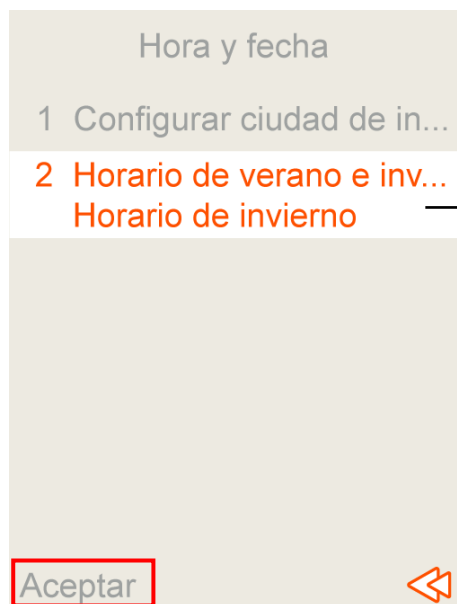 Hora y fecha
1 Configurar ciudad de in...
2 Horario de verano e inv...
Horario de invierno
Aceptar